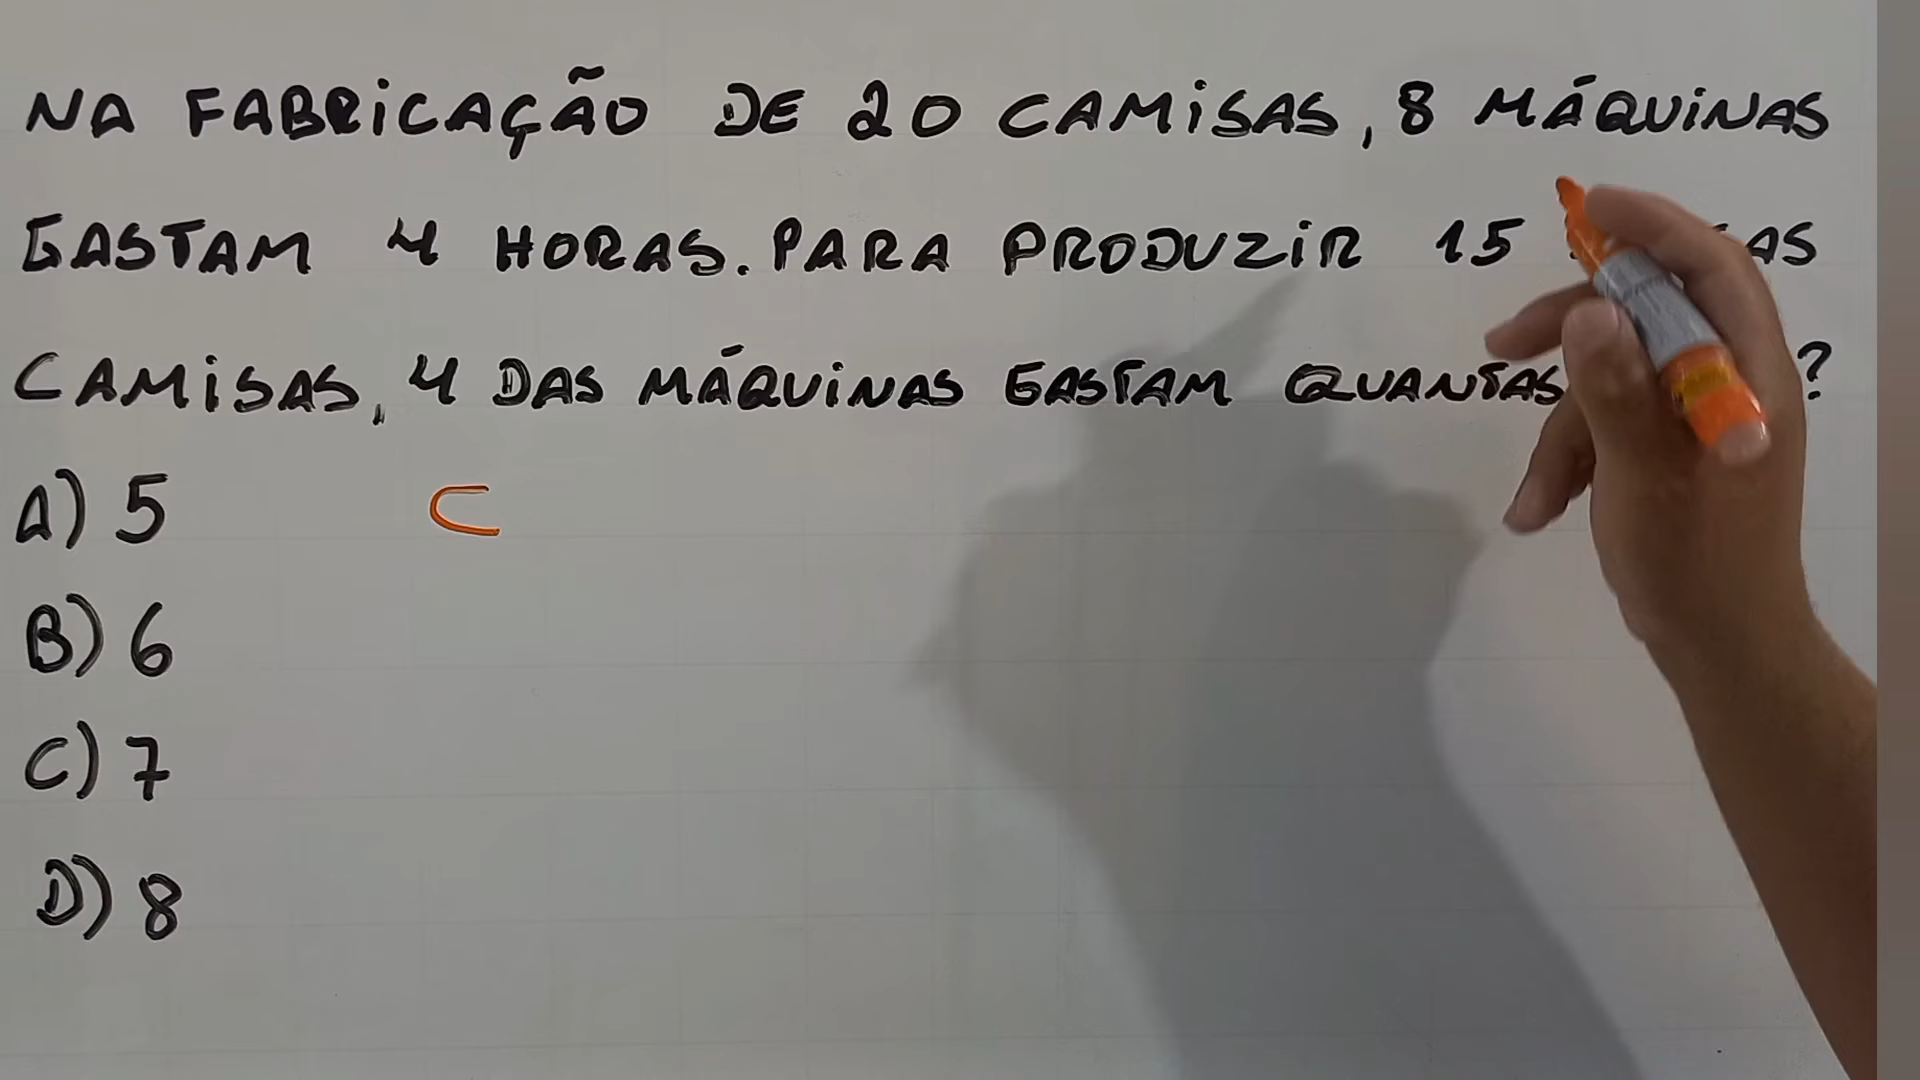 NA FABRICAÇÃO DE 20 CAMISAS, 8 MÁQUINAS
GASTAM 4 HORAS. PARA PRODUZIR 15
CAMISAS, 4 DAS MÁQUINAS GASTAM QUANTAS ?
A) 5
C
B) 6
C) 7
D) 8